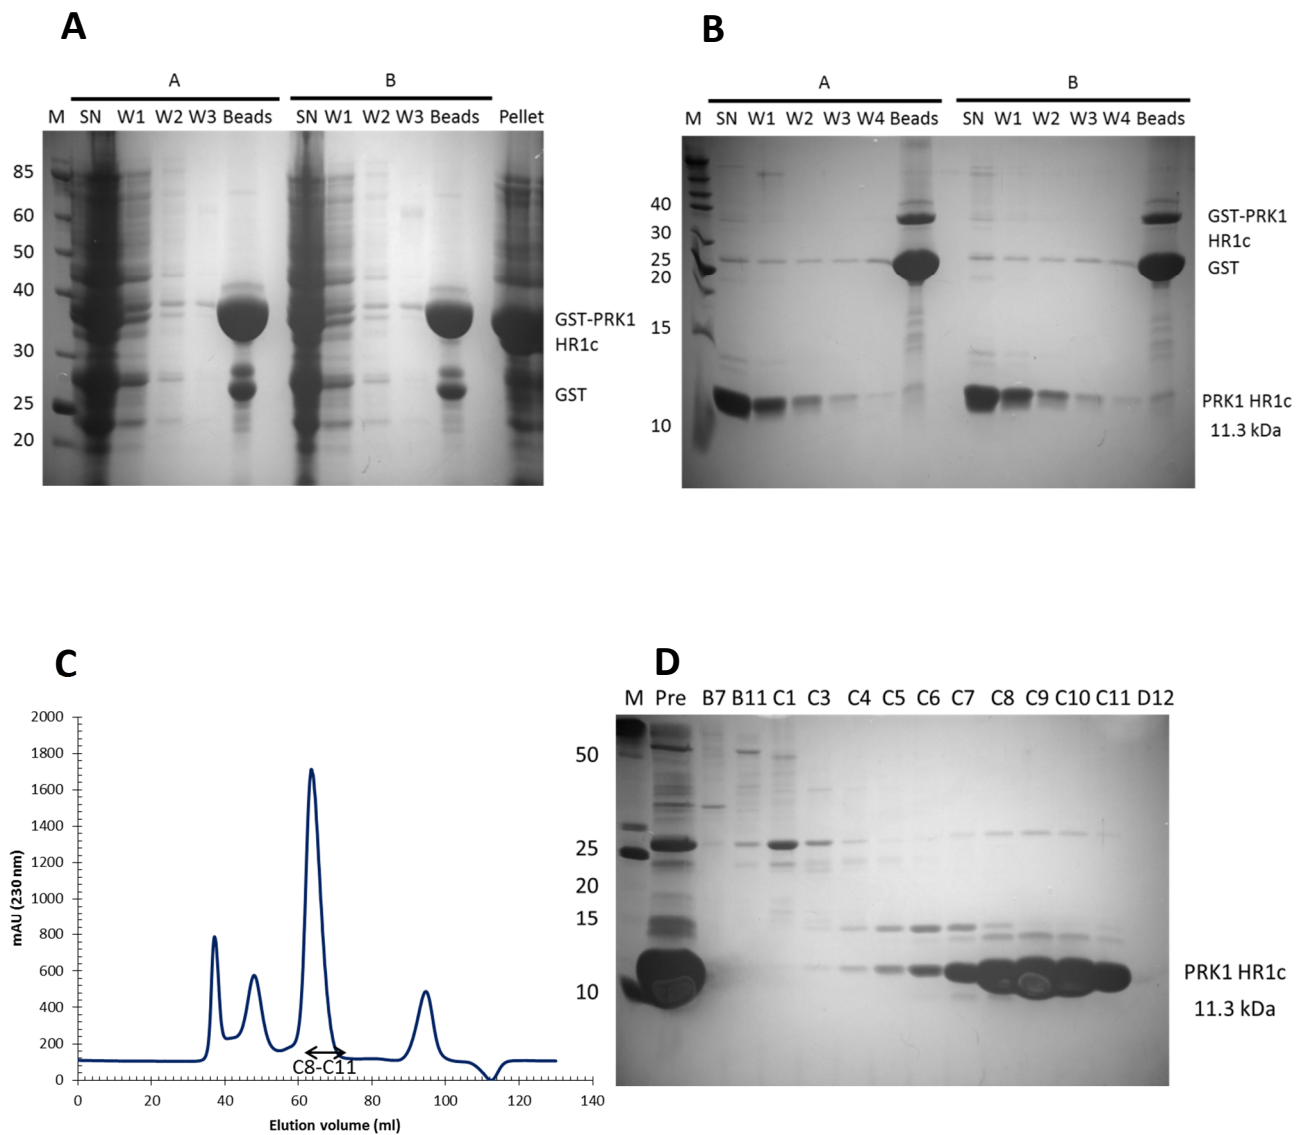 A
A B
M SN W1 W2 W3 Beads SN W1 W2 W3 Beads Pellet
85
60
50
40
30
25
20
GST-PRK1
HR1c
GST
B
A B
M SN W1 W2 W3 W4 Beads SN W1 W2 W3 W4 Beads
40
30
25
20
15
10
GST-PRK1
HR1c
GST
PRK1 HR1c
11.3 kDa
C
mAU (230 nm)
2000
1800
1600
1400
1200
1000
800
600
400
200
0
C8-C11
0 20 40 60 80 100 120 140
Elution volume (ml)
D
M Pre B7 B11 C1 C3 C4 C5 C6 C7 C8 C9 C10 C11 D12
50
25
20
15
10
PRK1 HR1c
11.3 kDa